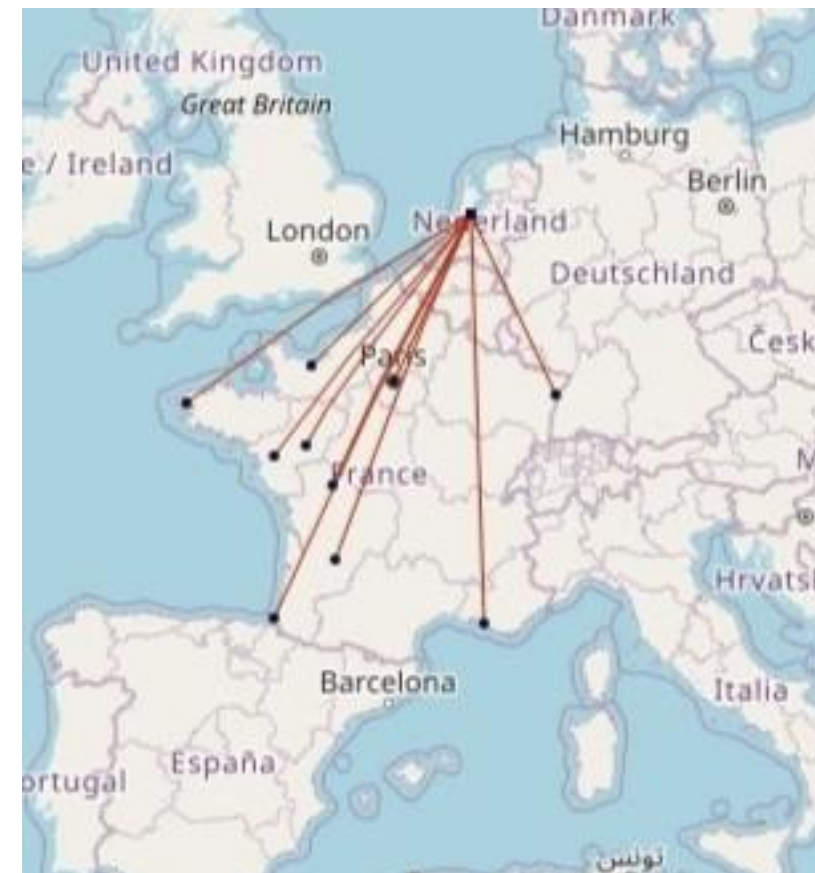 Danmark
United Kingdom
Great Britain
Hamburg
e / Ireland
Berlin
Nederland
London
Deutschland
Paris
Česk
France
M
Hrvats
Barcelona
Italia
España
ortugal
تونس